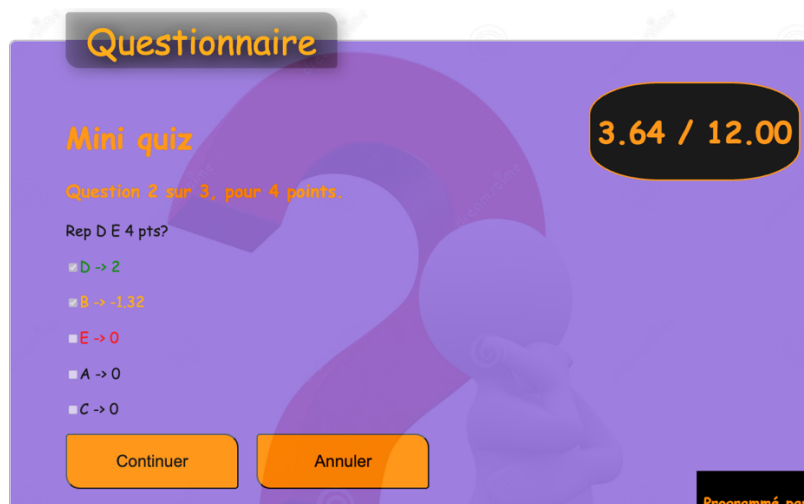 Questionnaire
3.64 / 12.00
Mini quiz
Question 2 sur 3, pour 4 points.
Rep D E 4 pts?
D -> 2
B -> -1.32
E -> 0
A -> 0
C -> 0
Continuer Annuler
Programmé